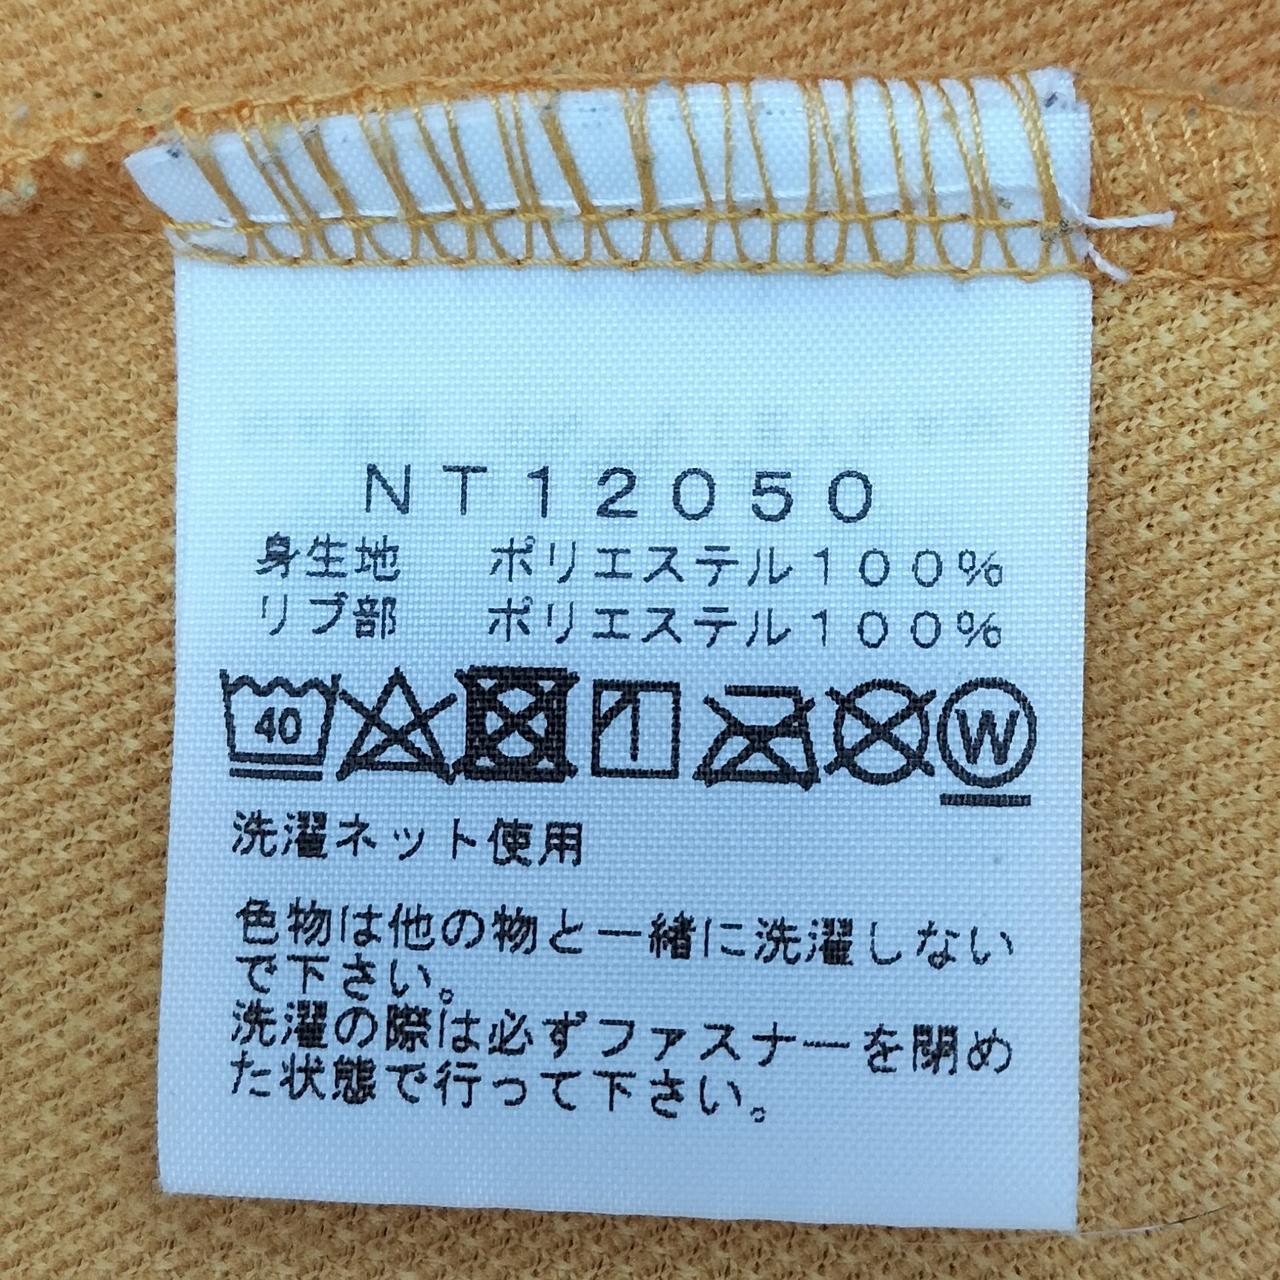 NT12050
身生地 ポリエステル100%
リブ部 ポリエステル100%
40 W
洗濯ネット使用
色物は他の物と一緒に洗濯しない
で下さい。
洗濯の際は必ずファスナーを閉め
た状態で行って下さい。